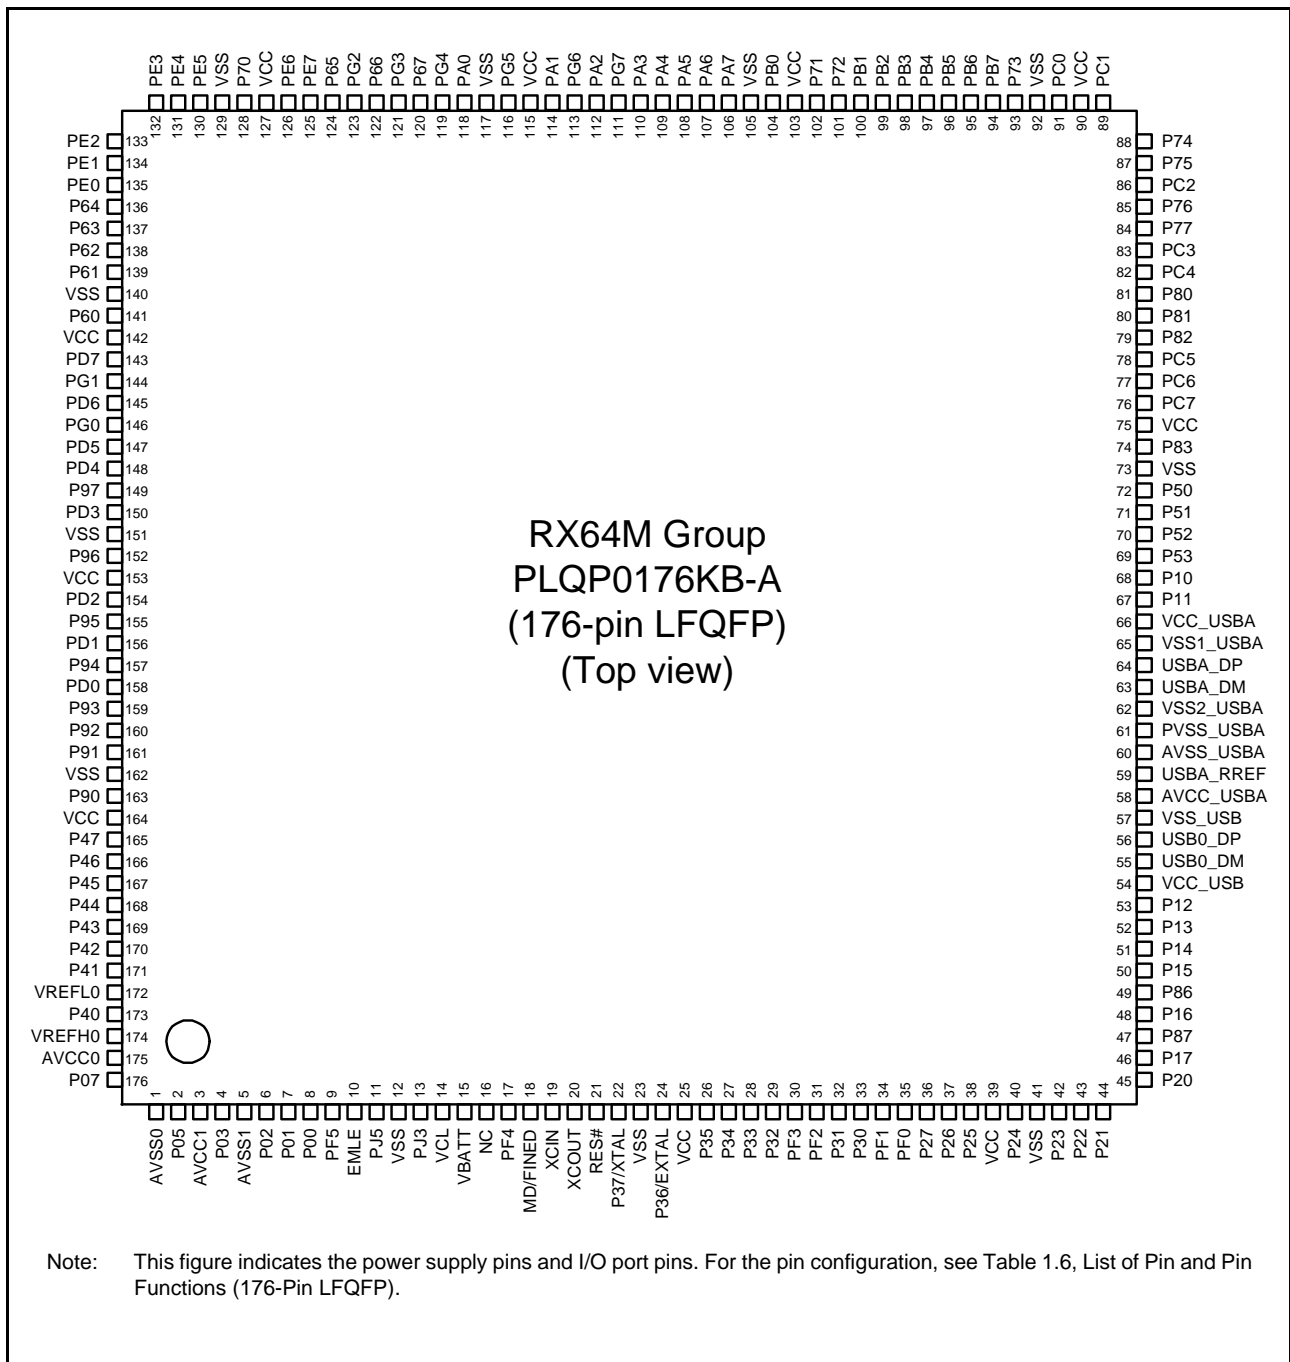 PE3 PE4 PE5 VSS P70 VCC PE6 PE7 P65 PG2 P66 PG3 P67 PG4 PA0 VSS PG5 VCC PA1 PG6 PA2 PG7 PA3 PA4 PA5 PA6 PA7 VSS PB0 VCC P71 P72 PB1 PB2 PB3 PB4 PB5 PB6 PB7 P73 VSS PC0 VCC PC1
132 131 130 129 128 127 126 125 124 123 122 121 120 119 118 117 116 115 114 113 112 111 110 109 108 107 106 105 104 103 102 101 100 99 98 97 96 95 94 93 92 91 90 89
PE2 133 88 P74
PE1 134 87 P75
PE0 135 86 PC2
P64 136 85 P76
P63 137 84 P77
P62 138 83 PC3
P61 139 82 PC4
VSS 140 81 P80
P60 141 80 P81
VCC 142 79 P82
PD7 143 78 PC5
PG1 144 77 PC6
PD6 145 76 PC7
PG0 146 75 VCC
PD5 147 74 P83
PD4 148 73 VSS
P97 149 72 P50
PD3 150 71 P51
VSS 151 70 P52
P96 152 69 P53
VCC 153 68 P10
PD2 154 67 P11
P95 155 66 VCC_USBA
PD1 156 65 VSS1_USBA
P94 157 64 USBA_DP
PD0 158 63 USBA_DM
P93 159 62 VSS2_USBA
P92 160 61 PVSS_USBA
P91 161 60 AVSS_USBA
VSS 162 59 USBA_RREF
P90 163 58 AVCC_USBA
VCC 164 57 VSS_USB
P47 165 56 USB0_DP
P46 166 55 USB0_DM
P45 167 54 VCC_USB
P44 168 53 P12
P43 169 52 P13
P42 170 51 P14
P41 171 50 P15
VREFL0 172 49 P86
P40 173 48 P16
VREFH0 174 47 P87
AVCC0 175 46 P17
P07 176 45 P20
RX64M Group
PLQP0176KB-A
(176-pin LFQFP)
(Top view)
1 2 3 4 5 6 7 8 9 10 11 12 13 14 15 16 17 18 19 20 21 22 23 24 25 26 27 28 29 30 31 32 33 34 35 36 37 38 39 40 41 42 43 44
AVSS0 P05 AVCC1 P03 AVSS1 P02 P01 P00 PF5 EMLE PJ5 VSS PJ3 VCL VBATT NC PF4 MD/FINED XCIN XCOUT RES# P37/XTAL VSS P36/EXTAL VCC P35 P34 P33 P32 PF3 PF2 P31 P30 PF1 PF0 P27 P26 P25 VCC P24 VSS P23 P22 P21
Note: This figure indicates the power supply pins and I/O port pins. For the pin configuration, see Table 1.6, List of Pin and Pin
Functions (176-Pin LFQFP).